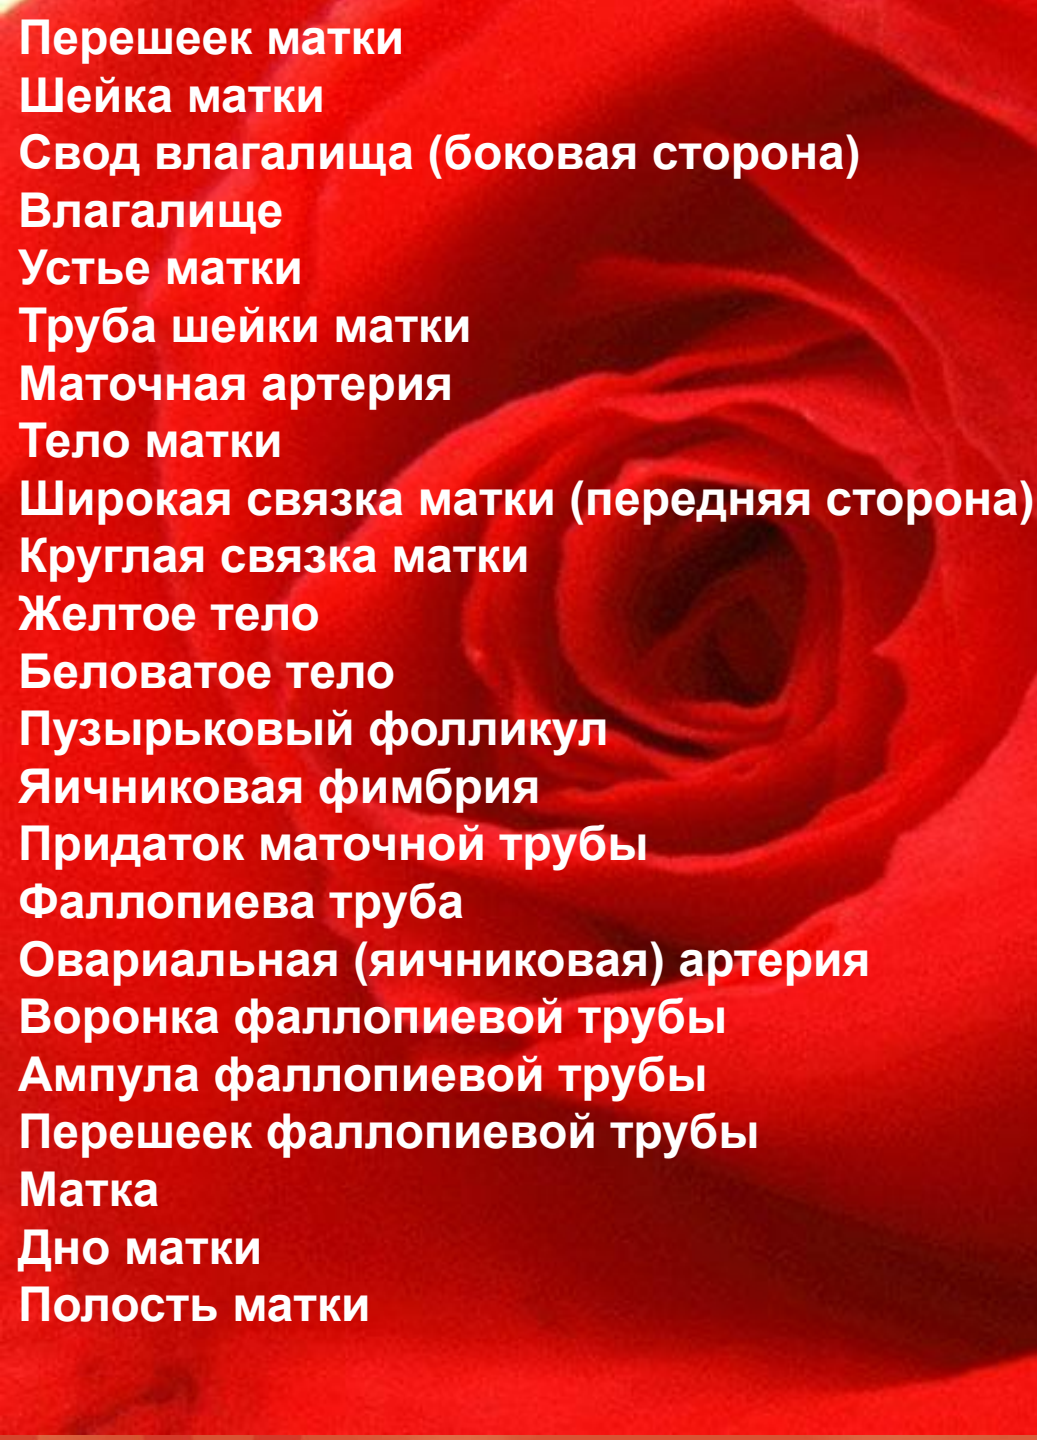 Перешеек матки
Шейка матки
Свод влагалища (боковая сторона)
Влагалище
Устье матки
Труба шейки матки
Маточная артерия
Тело матки
Широкая связка матки (передняя сторона)
Круглая связка матки
Желтое тело
Беловатое тело
Пузырьковый фолликул
Яичниковая фимбрия
Придаток маточной трубы
Фаллопиева труба
Овариальная (яичниковая) артерия
Воронка фаллопиевой трубы
Ампула фаллопиевой трубы
Перешеек фаллопиевой трубы
Матка
Дно матки
Полость матки